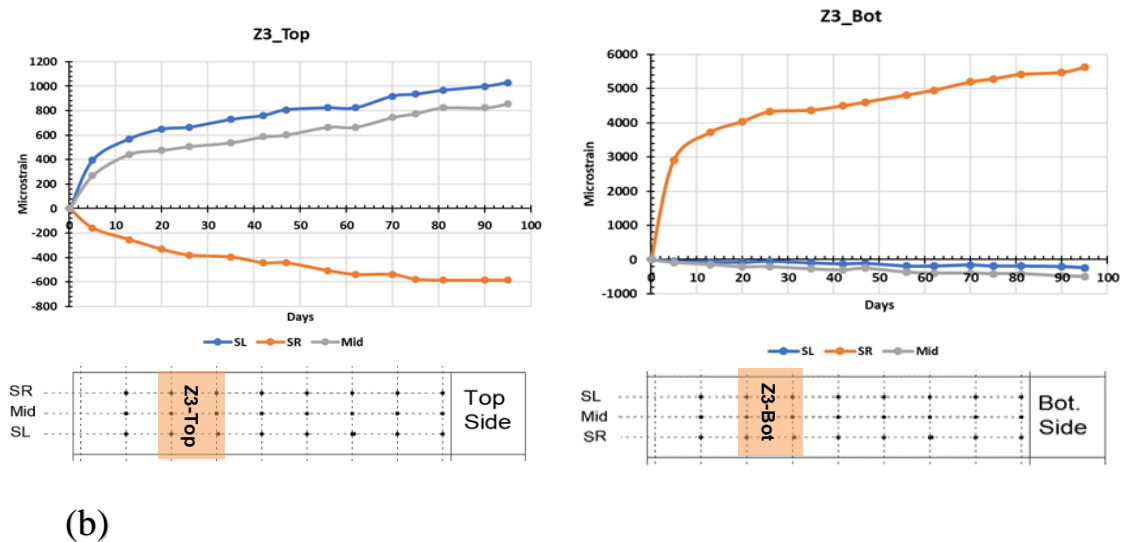 Z3_Top
1200
1000
800
600
400
200
0
-200
-400
-600
-800
0 10 20 30 40 50 60 70 80 90 100
Microstrain
Days
SL SR Mid
SR
Mid
SL
Z3-Top
Top
Side
Z3_Bot
6000
5000
4000
3000
2000
1000
0
-1000
0 10 20 30 40 50 60 70 80 90 100
Microstrain
Days
SL SR Mid
SL
Mid
SR
Z3-Bot
Bot.
Side
(b)